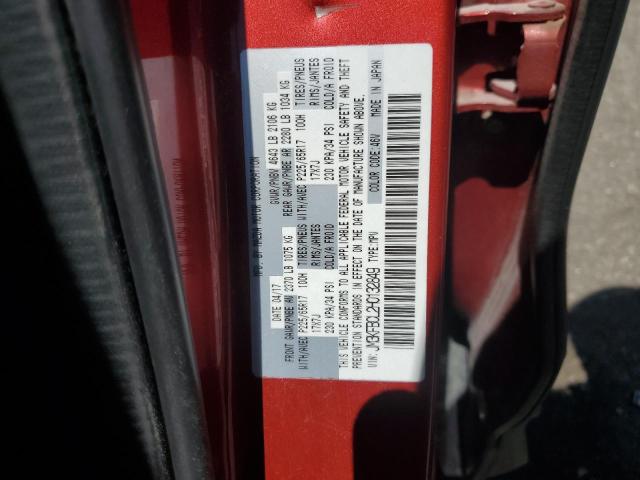 MFD. BY MAZDA MOTOR CORPORATION
DATE 04/17 GVWR/PNBV 4643 LB 2106 KG
FRONT GAWR/PNBE AV 2370 LB 1075 KG REAR GAWR/PNBE AR 2280 LB 1034 KG
WITH/AVEC P225/65R17 100H TIRES/PNEUS WITH/AVEC P225/65R17 100H TIRES/PNEUS
17X7J RIMS/JANTES 17X7J RIMS/JANTES
230 KPA/34 PSI COLD/A FROID 230 KPA/34 PSI COLD/A FROID
THIS VEHICLE CONFORMS TO ALL APPLICABLE FEDERAL MOTOR VEHICLE SAFETY AND THEFT
PREVENTION STANDARDS IN EFFECT ON THE DATE OF MANUFACTURE SHOWN ABOVE.
VIN: JM3KFBCL2H0132849 TYPE:MPV COLOR CODE:46V MADE IN JAPAN